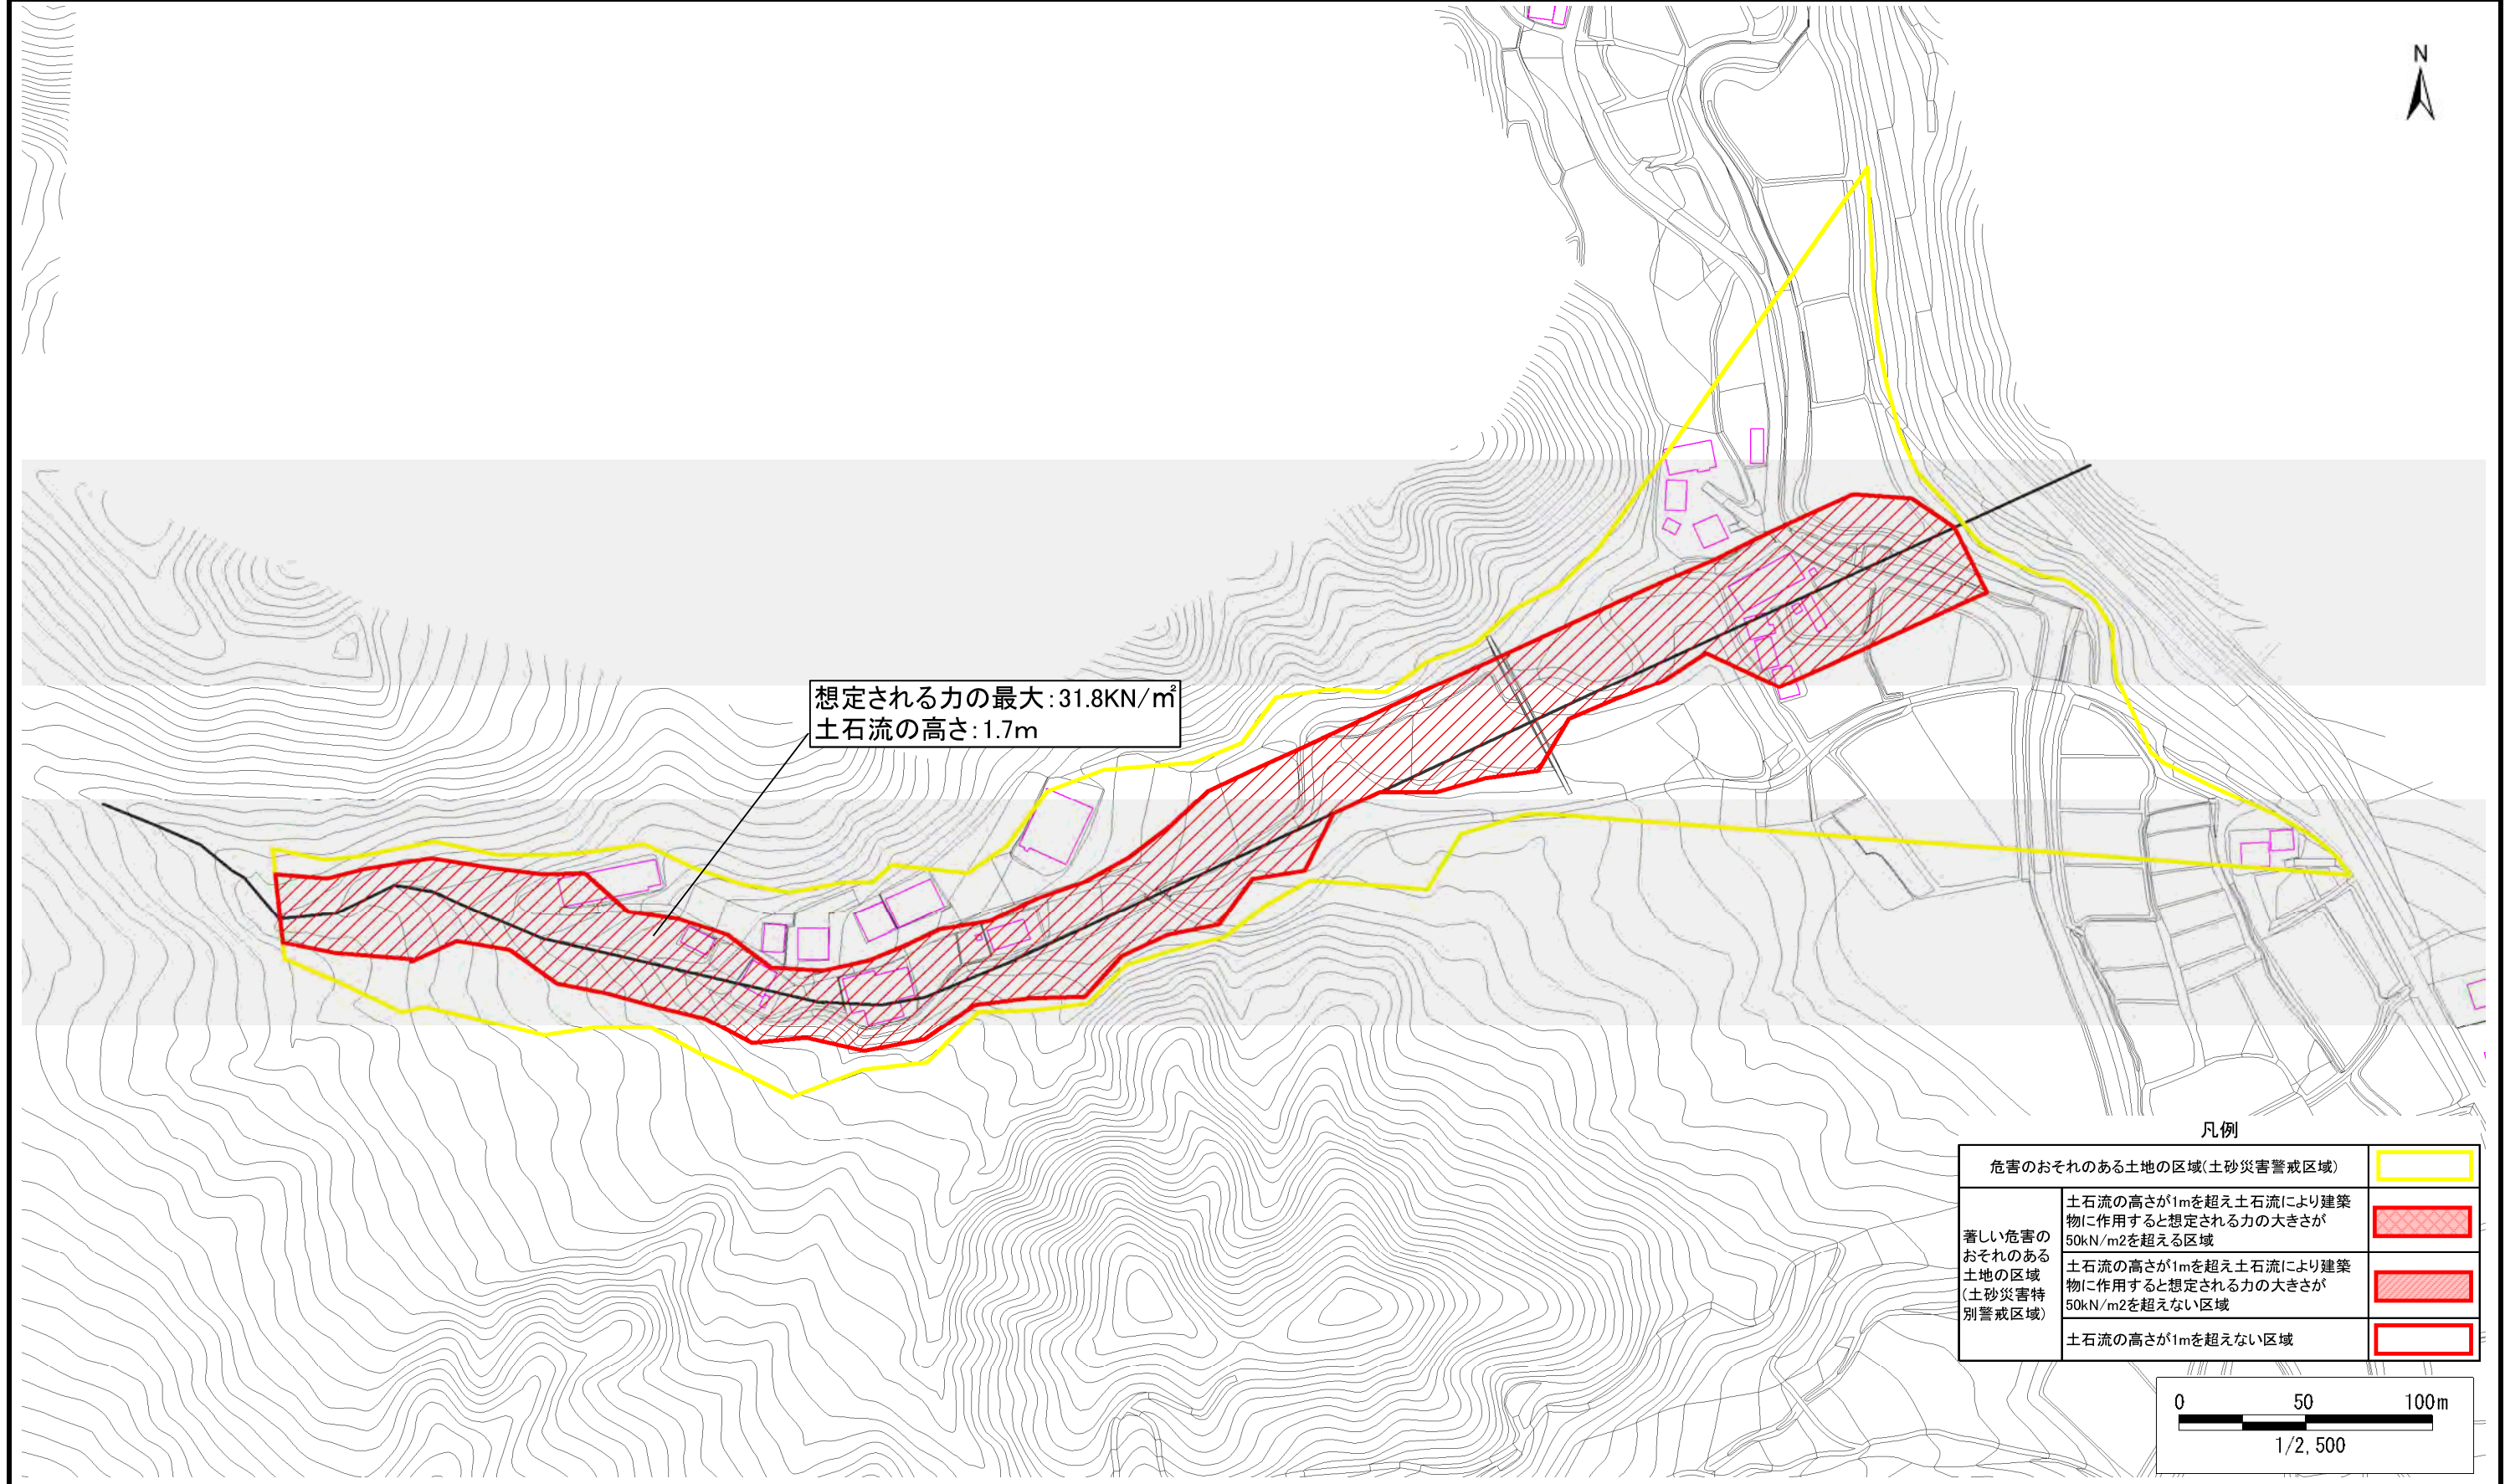 N
想定される力の最大:31.8KN/㎡
土石流の高さ:1.7m
凡例
危害のおそれのある土地の区域(土砂災害警戒区域)
著しい危害の
おそれのある
土地の区域
(土砂災害特
別警戒区域)
土石流の高さが1mを超え土石流により建築
物に作用すると想定される力の大きさが
50kN/m2を超える区域
土石流の高さが1mを超え土石流により建築
物に作用すると想定される力の大きさが
50kN/m2を超えない区域
土石流の高さが1mを超えない区域
0 50 100m
1/2,500